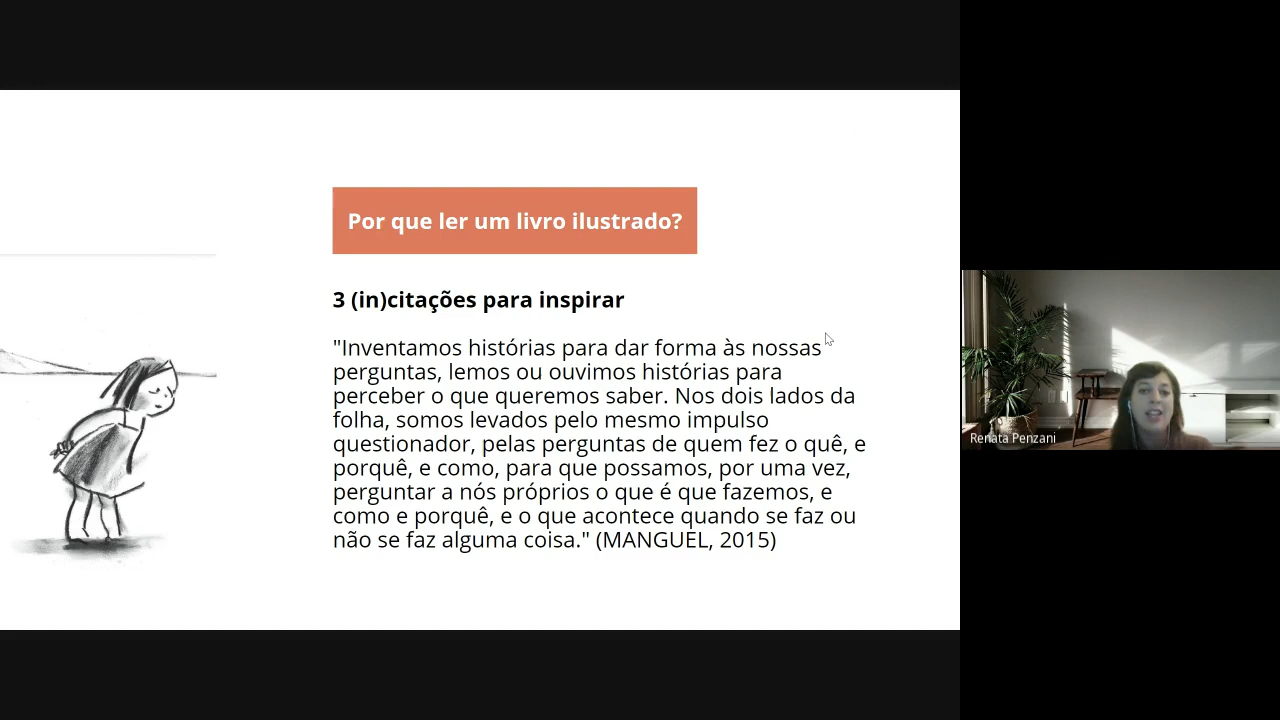 Por que ler um livro ilustrado?
3 (in)citações para inspirar
"Inventamos histórias para dar forma às nossas
perguntas, lemos ou ouvimos histórias para
perceber o que queremos saber. Nos dois lados da
folha, somos levados pelo mesmo impulso
questionador, pelas perguntas de quem fez o quê, e
porquê, e como, para que possamos, por uma vez,
perguntar a nós próprios o que é que fazemos, e
como e porquê, e o que acontece quando se faz ou
não se faz alguma coisa." (MANGUEL, 2015)
Renata Penzani